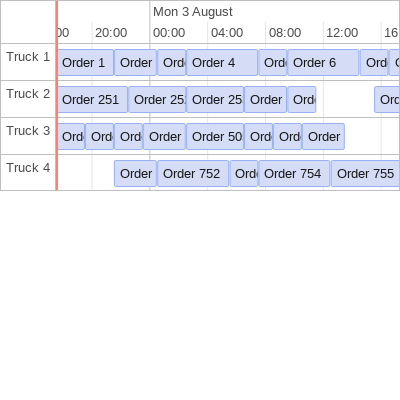 Mon 3 August
00 20:00 00:00 04:00 08:00 12:00 16
Truck 1 Order 1 Order Ord Order 4 Ord Order 6 Ord
Truck 2 Order 251 Order 25 Order 25 Order Ord Ord
Truck 3 Ord Ord Ord Order Order 50 Ord Ord Order
Truck 4 Order Order 752 Ord Order 754 Order 755